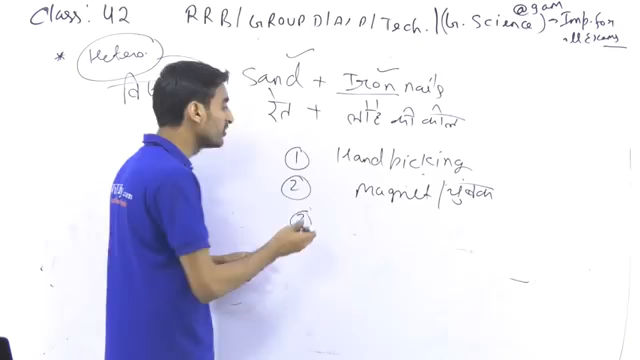 Class: 42 RRB/GROUP D/ALP/Tech. (G. Science) @9am → Imp. for all Exams
* Hetero.
Sand + Iron nails
रेत + लोहे की कील
① Hand picking
② Magnet/चुंबक
③